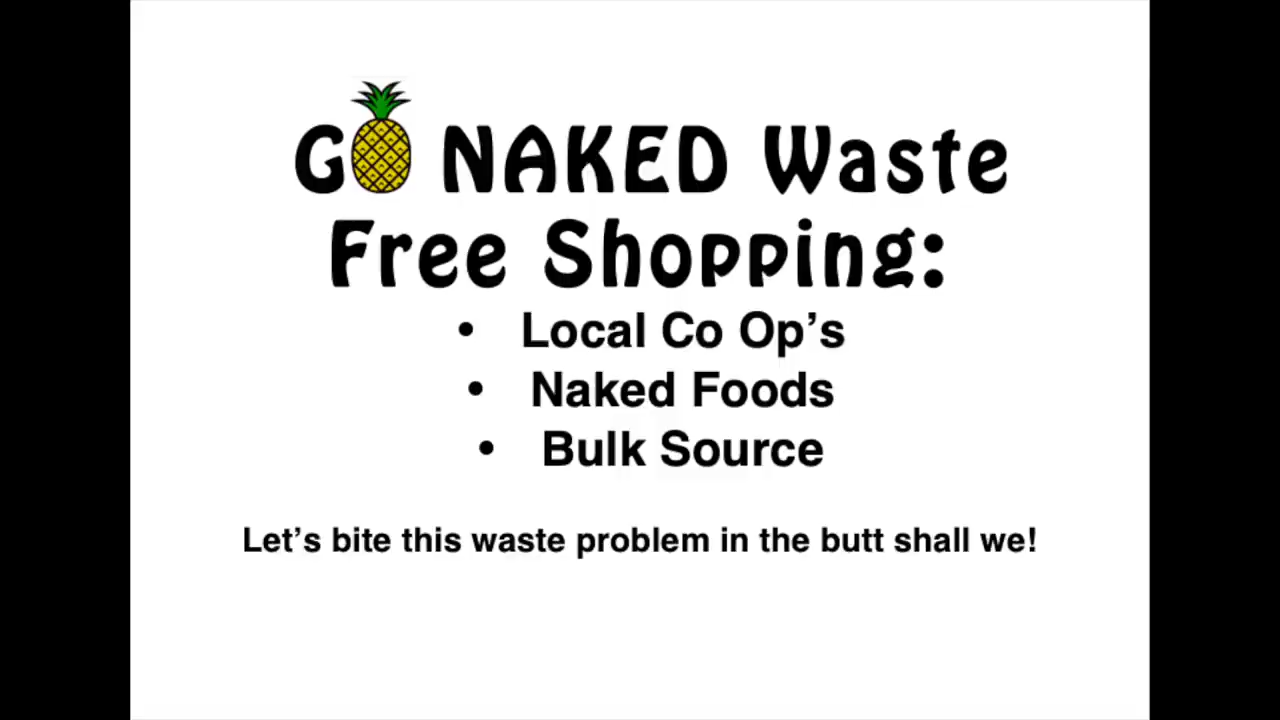 GO NAKED Waste
Free Shopping:
• Local Co Op’s
• Naked Foods
• Bulk Source
Let’s bite this waste problem in the butt shall we!